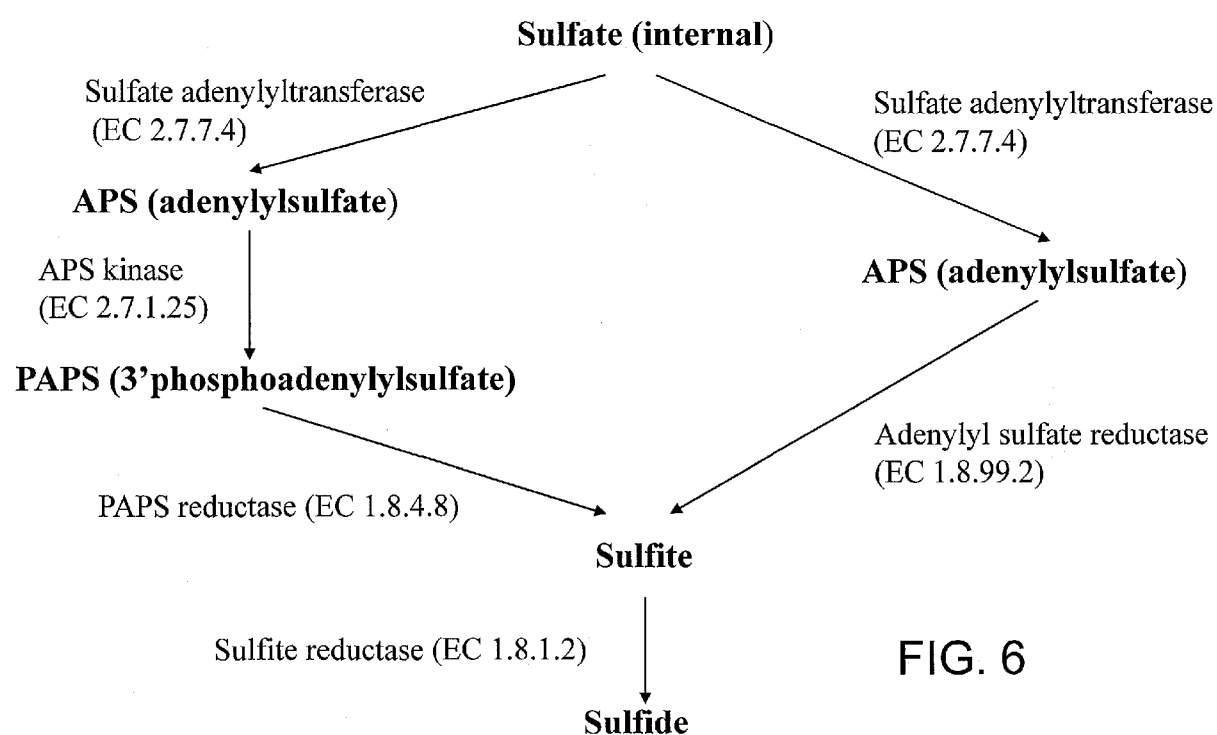 Sulfate (internal)
Sulfate adenylyltransferase
(EC 2.7.7.4)
Sulfate adenylyltransferase
(EC 2.7.7.4)
APS (adenylylsulfate)
APS kinase
(EC 2.7.1.25)
APS (adenylylsulfate)
PAPS (3’phosphoadenylylsulfate)
Adenylyl sulfate reductase
(EC 1.8.99.2)
PAPS reductase (EC 1.8.4.8)
Sulfite
Sulfite reductase (EC 1.8.1.2)
FIG. 6
Sulfide